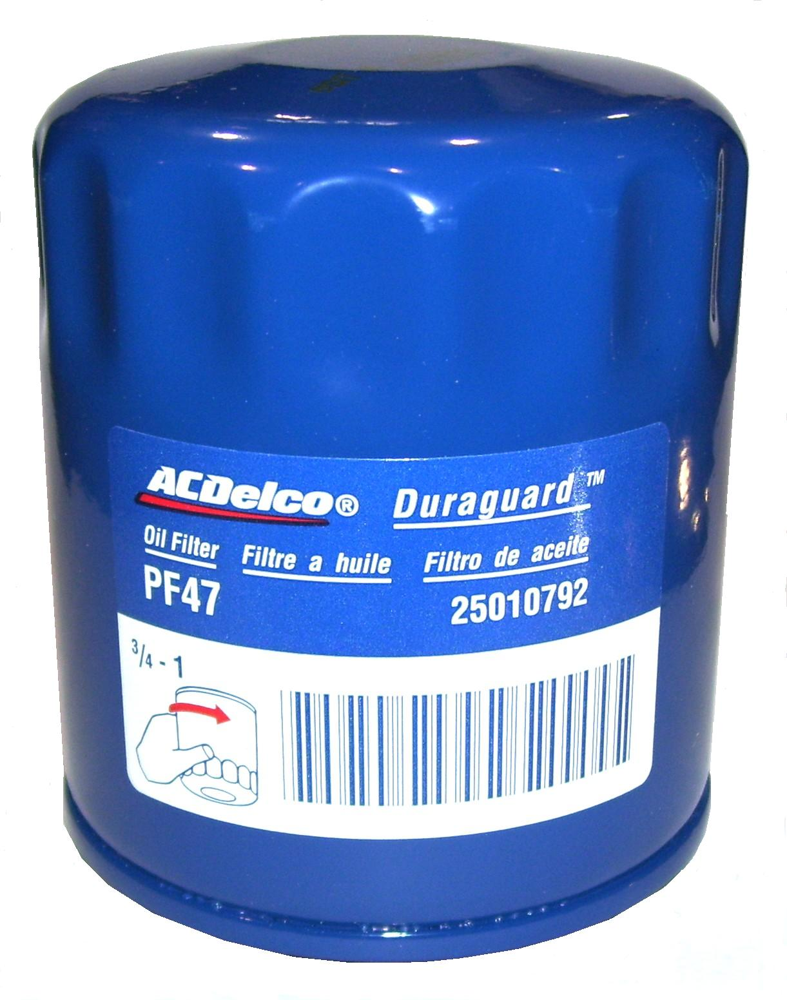 ACDelco® Duraguard™
Oil Filter Filtre a huile Filtro de aceite
PF47 25010792
3/4 - 1